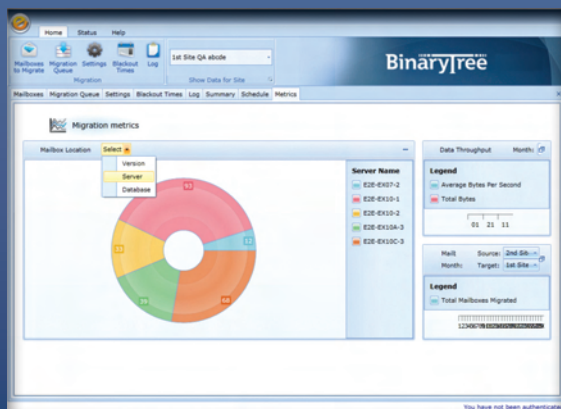 Home Status Help
Mailboxes to Migrate
Migration Queue
Settings
Blackout Times
Log
1st Site QA abcde
Migration
Show Data for Site
BinaryTree
Mailboxes Migration Queue Settings Blackout Times Log Summary Schedule Metrics
Migration metrics
Mailbox Location Select
Version
Server
Database
93
12
33
39
68
Server Name
E2E-EX07-2
E2E-EX10-1
E2E-EX10-2
E2E-EX10A-3
E2E-EX10C-3
Data Throughput Month:
Legend
Average Bytes Per Second
Total Bytes
01 21 11
Maill Source: 2nd Sit
Month: Target: 1st Site
Legend
Total Mailboxes Migrated
You have not been authenticate